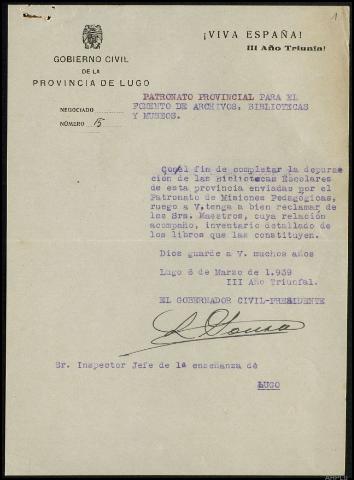 1
¡VIVA ESPAÑA!
III Año Triunfal
GOBIERNO CIVIL
DE LA
PROVINCIA DE LUGO
NEGOCIADO
NÚMERO 15
PATRONATO PROVINCIAL PARA EL
FOMENTO DE ARCHIVOS, BIBLIOTECAS
Y MUSEOS.
Con el fin de completar la depura-
ción de las Bibliotecas Escolares
de esta provincia enviadas por el
Patronato de Misiones Pedagógicas,
ruego a V. tenga a bien reclamar de
los Srs. Maestros, cuya relación
acompaño, inventario detallado de
los libros que las constituyen.
Dios guarde a V. muchos años
Lugo 6 de Marzo de 1.939
III Año Triunfal.
EL GOBERNADOR CIVIL-PRESIDENTE
Sr. Inspector Jefe de la enseñanza de
LUGO
AHPLU